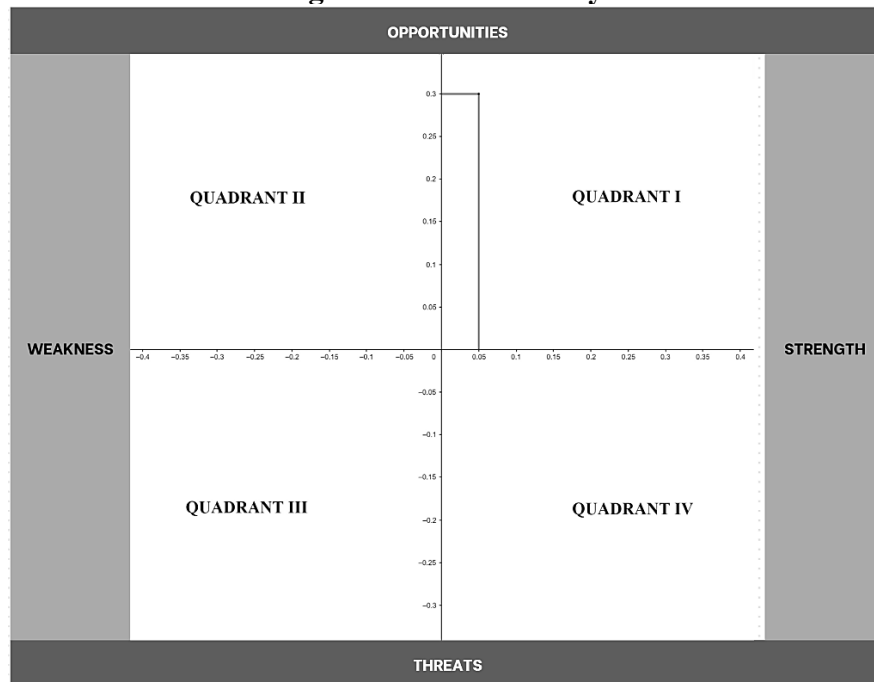 OPPORTUNITIES
0.3
0.25
0.2
QUADRANT II
QUADRANT I
0.15
0.1
0.05
WEAKNESS
STRENGTH
−0.4 −0.35 −0.3 −0.25 −0.2 −0.15 −0.1 −0.05 0 0.05 0.1 0.15 0.2 0.25 0.3 0.35 0.4
−0.05
−0.1
−0.15
QUADRANT III
QUADRANT IV
−0.2
−0.25
−0.3
THREATS